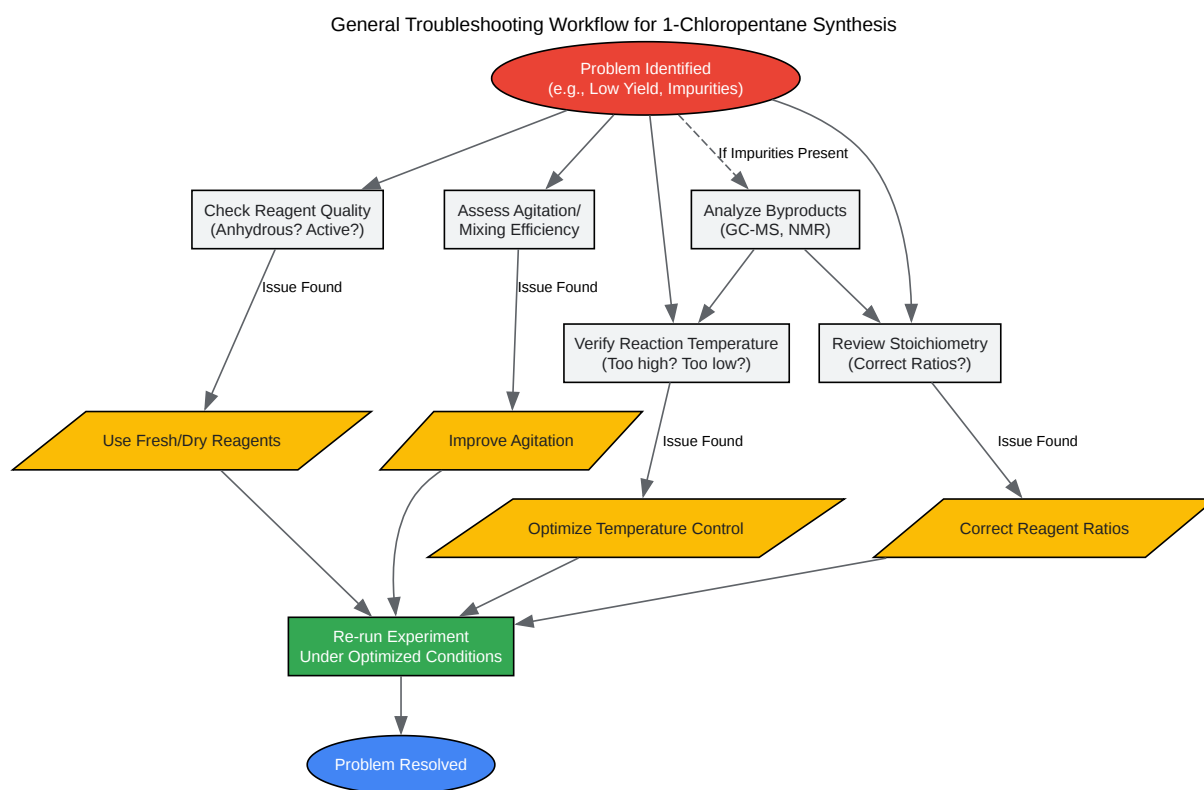 General Troubleshooting Workflow for 1-Chloropentane Synthesis
Problem Identified
(e.g., Low Yield, Impurities)
If Impurities Present
Check Reagent Quality
(Anhydrous? Active?)
Assess Agitation/
Mixing Efficiency
Analyze Byproducts
(GC-MS, NMR)
Issue Found
Issue Found
Verify Reaction Temperature
(Too high? Too low?)
Review Stoichiometry
(Correct Ratios?)
Use Fresh/Dry Reagents
Improve Agitation
Issue Found
Issue Found
Optimize Temperature Control
Correct Reagent Ratios
Re-run Experiment
Under Optimized Conditions
Problem Resolved